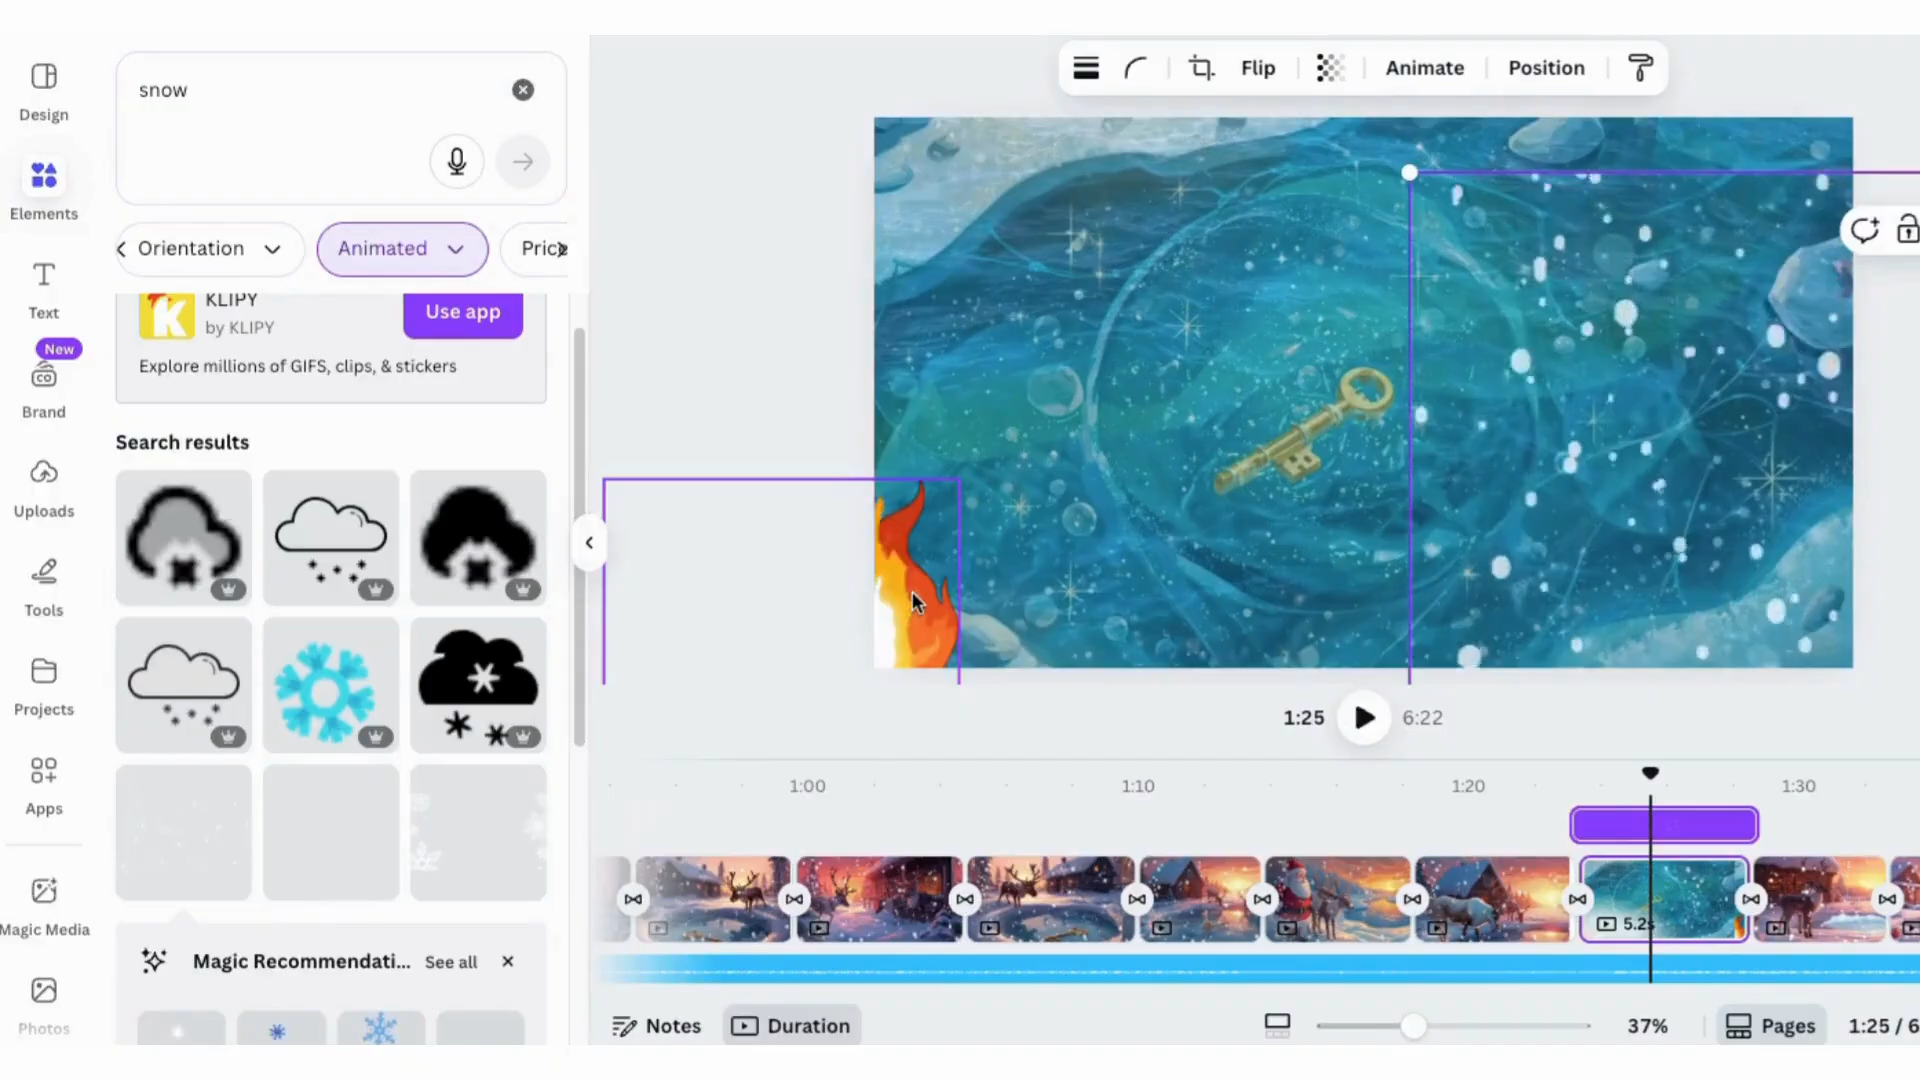 Design
Elements
Text
New
Brand
Uploads
Tools
Projects
Apps
Magic Media
Photos
snow
Orientation
Animated
Pric
KLIPY
by KLIPY
Use app
Explore millions of GIFS, clips, & stickers
Search results
Magic Recommendati...
See all
Flip
Animate
Position
1:25
6:22
1:00
1:10
1:20
1:30
5.2s
Notes
Duration
37%
Pages
1:25 / 6